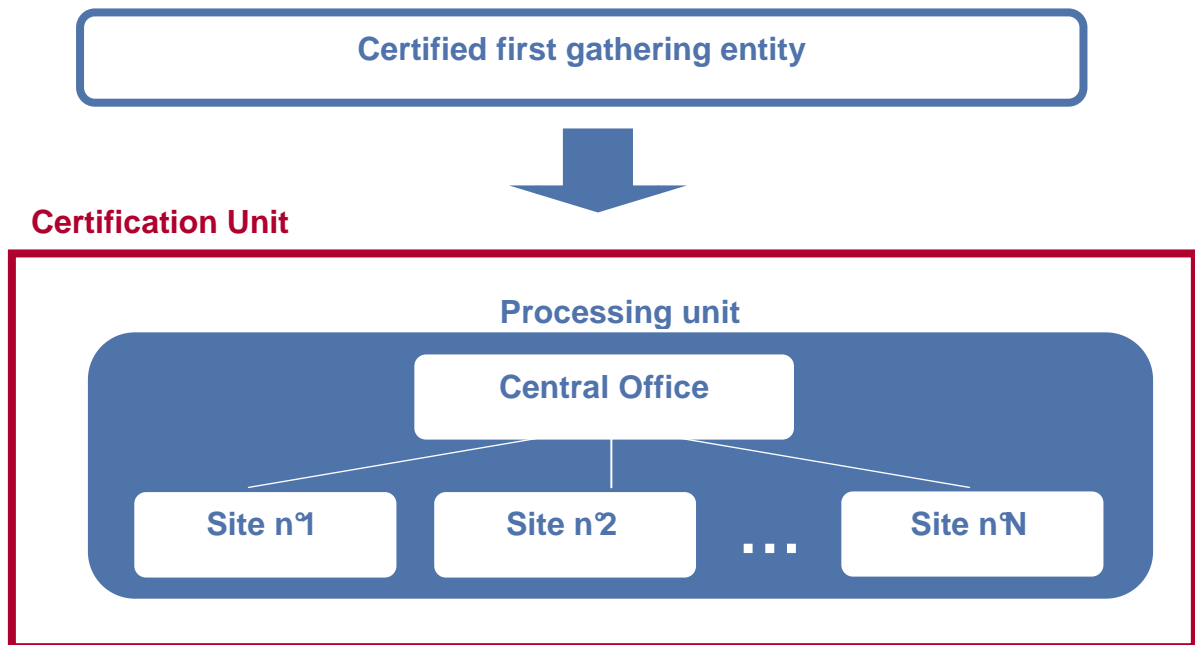 Certified first gathering entity
Certification Unit
Processing unit
Central Office
Site n°1
Site n°2
...
Site n°N